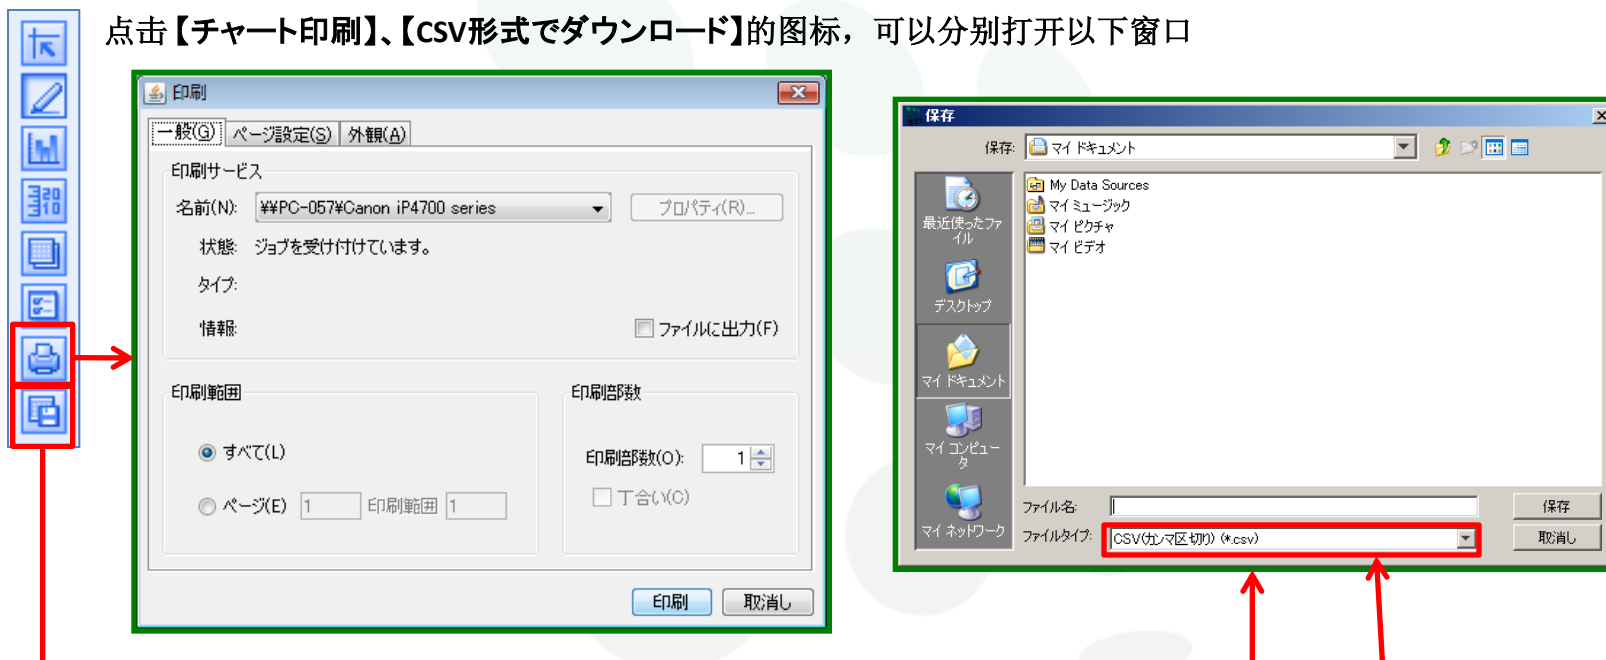 点击【チャート印刷】、【CSV形式でダウンロード】的图标，可以分别打开以下窗口
印刷
一般(G) ページ設定(S) 外観(A)
印刷サービス
名前(N): ¥¥PC-057¥Canon iP4700 series プロパティ(R)...
状態: ジョブを受け付けています。
タイプ:
情報:
ファイルに出力(F)
印刷範囲
すべて(L)
ページ(E) 1 印刷範囲 1
印刷部数
印刷部数(O): 1
丁合い(C)
印刷 取消し
保存
保存: マイ ドキュメント
最近使ったファ
イル
デスクトップ
マイ ドキュメント
マイ コンピュー
タ
マイ ネットワーク
My Data Sources
マイ ミュージック
マイ ピクチャ
マイ ビデオ
ファイル名: 保存
ファイルタイプ: CSV(カンマ区切り) (*.csv) 取消し